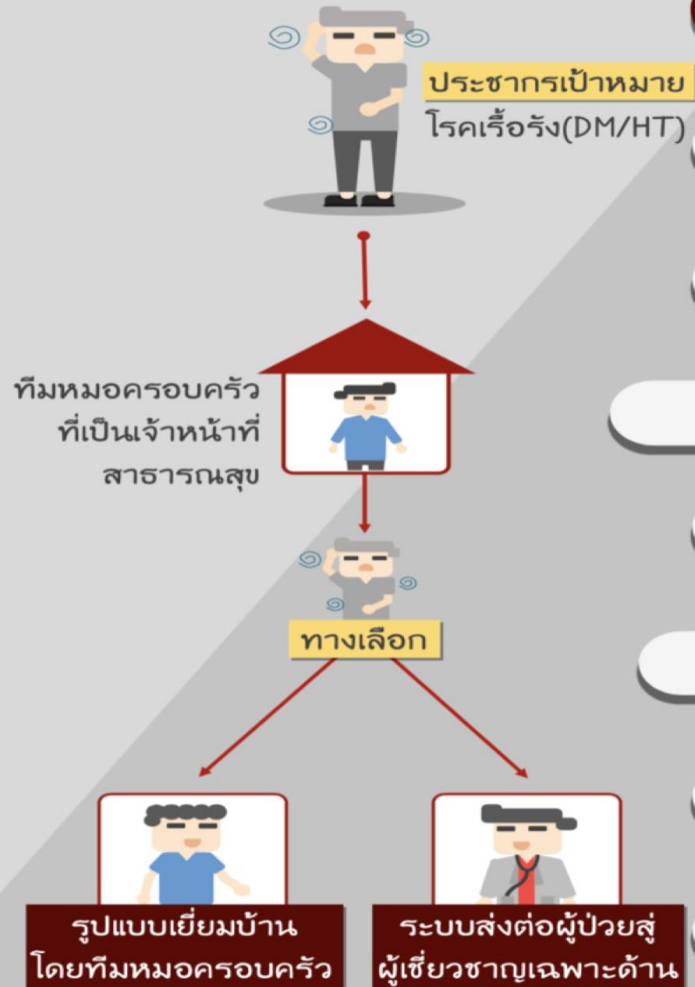 ประชากรเป้าหมาย
โรคเรื้อรัง(DM/HT)
ทีมหมอครอบครัว
ที่เป็นเจ้าหน้าที่
สาธารณสุข
ทางเลือก
รูปแบบเยี่ยมบ้าน
โดยทีมหมอครอบครัว
ระบบส่งต่อผู้ป่วยสู่
ผู้เชี่ยวชาญเฉพาะด้าน